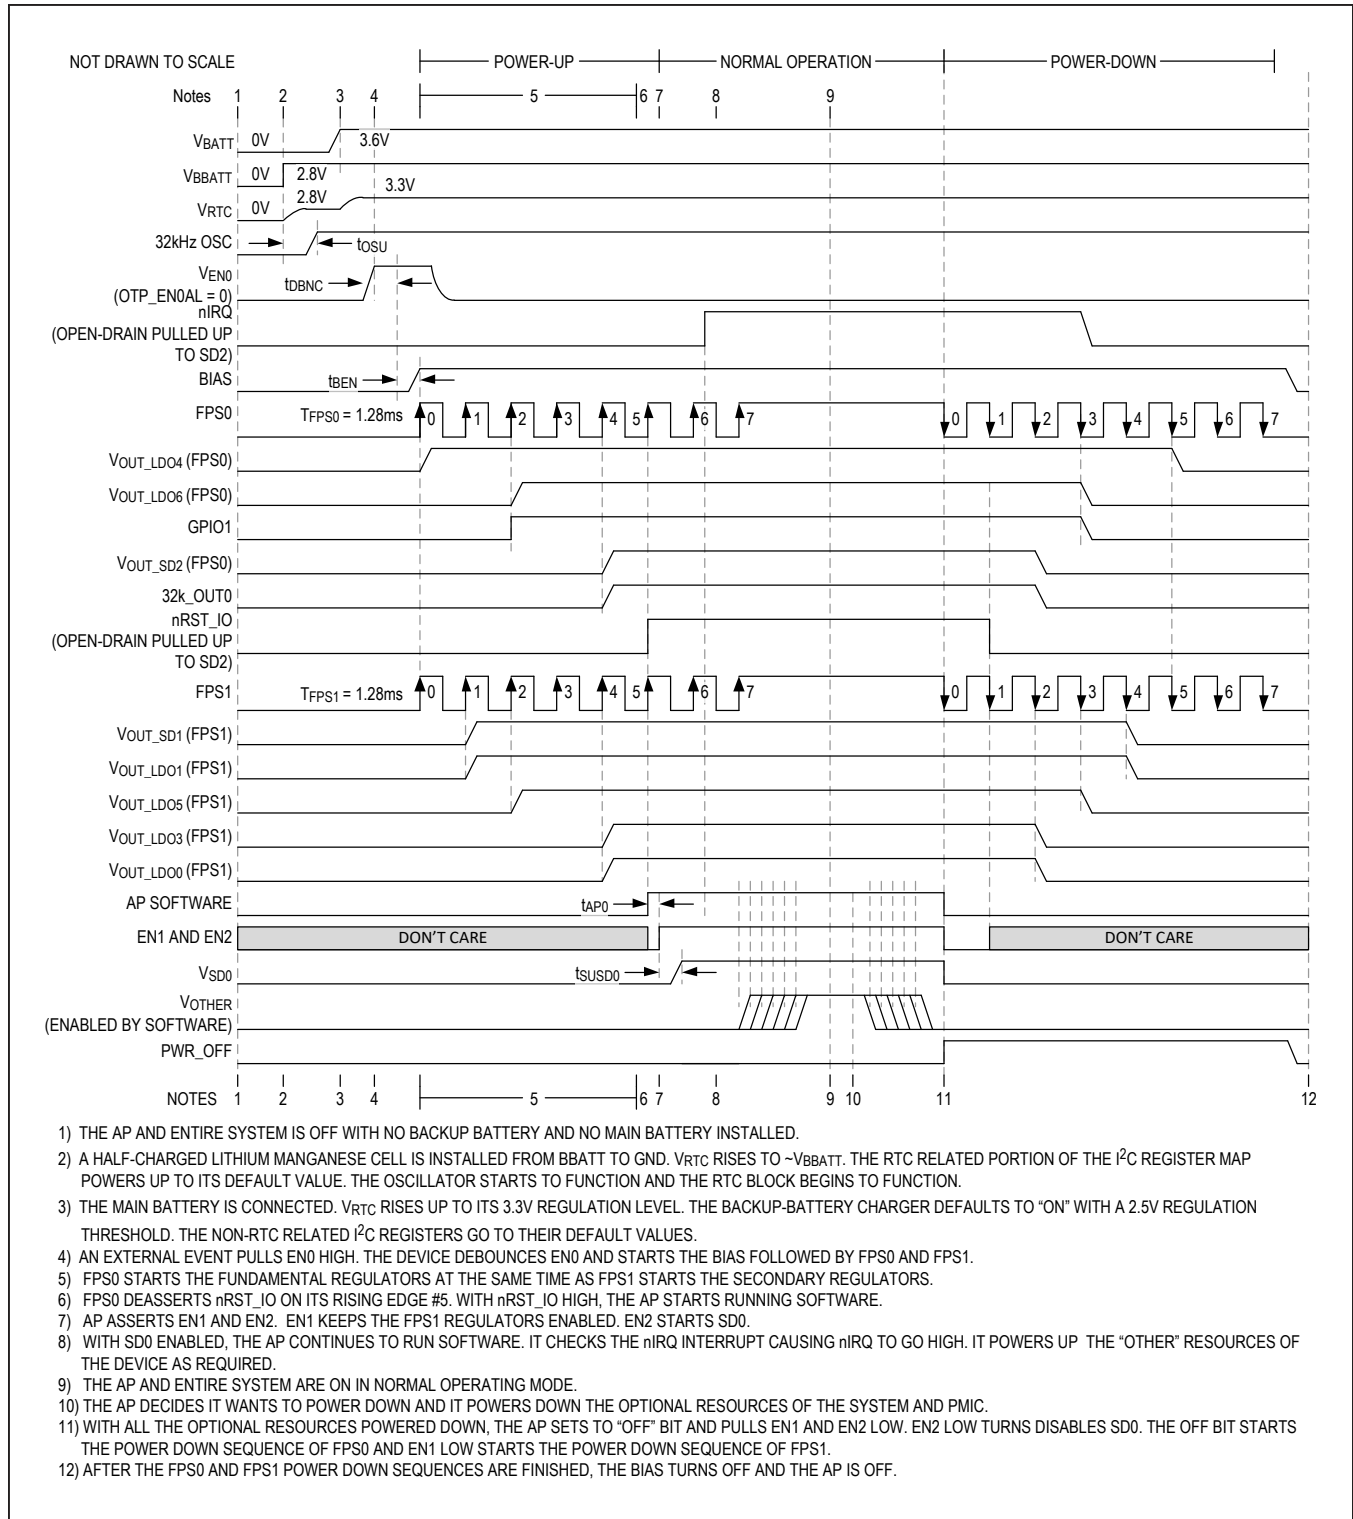 NOT DRAWN TO SCALE
POWER-UP
NORMAL OPERATION
POWER-DOWN
Notes 1 2 3 4 5 6 7 8 9
VBATT 0V 3.6V
VBBATT 0V 2.8V
VRTC 0V 2.8V 3.3V
32kHz OSC tOSU
VEN0
(OTP_EN0AL = 0) tDBNC
nIRQ
(OPEN-DRAIN PULLED UP
TO SD2)
BIAS tBEN
FPS0 TFPS0 = 1.28ms 0 1 2 3 4 5 6 7 0 1 2 3 4 5 6 7
VOUT_LDO4 (FPS0)
VOUT_LDO6 (FPS0)
GPIO1
VOUT_SD2 (FPS0)
32k_OUT0
nRST_IO
(OPEN-DRAIN PULLED UP
TO SD2)
FPS1 TFPS1 = 1.28ms 0 1 2 3 4 5 6 7 0 1 2 3 4 5 6 7
VOUT_SD1 (FPS1)
VOUT_LDO1 (FPS1)
VOUT_LDO5 (FPS1)
VOUT_LDO3 (FPS1)
VOUT_LDO0 (FPS1)
AP SOFTWARE tAP0
EN1 AND EN2 DON'T CARE DON'T CARE
VSD0 tSUSD0
VOTHER
(ENABLED BY SOFTWARE)
PWR_OFF
NOTES 1 2 3 4 5 6 7 8 9 10 11 12
1) THE AP AND ENTIRE SYSTEM IS OFF WITH NO BACKUP BATTERY AND NO MAIN BATTERY INSTALLED.
2) A HALF-CHARGED LITHIUM MANGANESE CELL IS INSTALLED FROM BBATT TO GND. VRTC RISES TO ~VBBATT. THE RTC RELATED PORTION OF THE I2C REGISTER MAP
POWERS UP TO ITS DEFAULT VALUE. THE OSCILLATOR STARTS TO FUNCTION AND THE RTC BLOCK BEGINS TO FUNCTION.
3) THE MAIN BATTERY IS CONNECTED. VRTC RISES UP TO ITS 3.3V REGULATION LEVEL. THE BACKUP-BATTERY CHARGER DEFAULTS TO “ON” WITH A 2.5V REGULATION
THRESHOLD. THE NON-RTC RELATED I2C REGISTERS GO TO THEIR DEFAULT VALUES.
4) AN EXTERNAL EVENT PULLS EN0 HIGH. THE DEVICE DEBOUNCES EN0 AND STARTS THE BIAS FOLLOWED BY FPS0 AND FPS1.
5) FPS0 STARTS THE FUNDAMENTAL REGULATORS AT THE SAME TIME AS FPS1 STARTS THE SECONDARY REGULATORS.
6) FPS0 DEASSERTS nRST_IO ON ITS RISING EDGE #5. WITH nRST_IO HIGH, THE AP STARTS RUNNING SOFTWARE.
7) AP ASSERTS EN1 AND EN2. EN1 KEEPS THE FPS1 REGULATORS ENABLED. EN2 STARTS SD0.
8) WITH SD0 ENABLED, THE AP CONTINUES TO RUN SOFTWARE. IT CHECKS THE nIRQ INTERRUPT CAUSING nIRQ TO GO HIGH. IT POWERS UP THE “OTHER” RESOURCES OF
THE DEVICE AS REQUIRED.
9) THE AP AND ENTIRE SYSTEM ARE ON IN NORMAL OPERATING MODE.
10) THE AP DECIDES IT WANTS TO POWER DOWN AND IT POWERS DOWN THE OPTIONAL RESOURCES OF THE SYSTEM AND PMIC.
11) WITH ALL THE OPTIONAL RESOURCES POWERED DOWN, THE AP SETS TO “OFF” BIT AND PULLS EN1 AND EN2 LOW. EN2 LOW TURNS DISABLES SD0. THE OFF BIT STARTS
THE POWER DOWN SEQUENCE OF FPS0 AND EN1 LOW STARTS THE POWER DOWN SEQUENCE OF FPS1.
12) AFTER THE FPS0 AND FPS1 POWER DOWN SEQUENCES ARE FINISHED, THE BIAS TURNS OFF AND THE AP IS OFF.